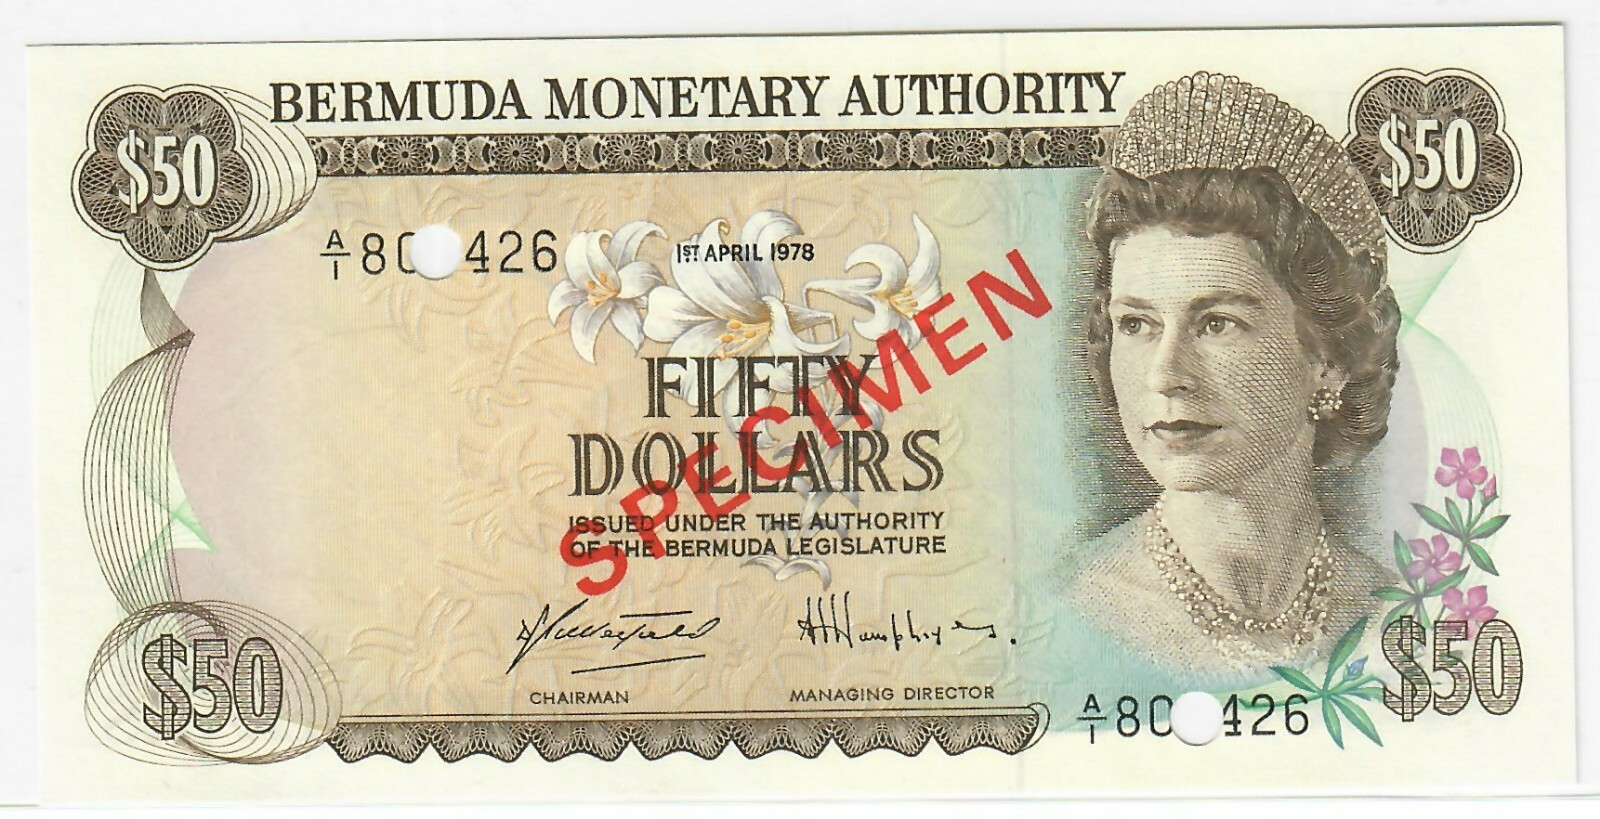 BERMUDA MONETARY AUTHORITY
$50
$50
A/1 80 426
1ST APRIL 1978
SPECIMEN
FIFTY
DOLLARS
ISSUED UNDER THE AUTHORITY
OF THE BERMUDA LEGISLATURE
CHAIRMAN
MANAGING DIRECTOR
$50
A/1 80 426
$50